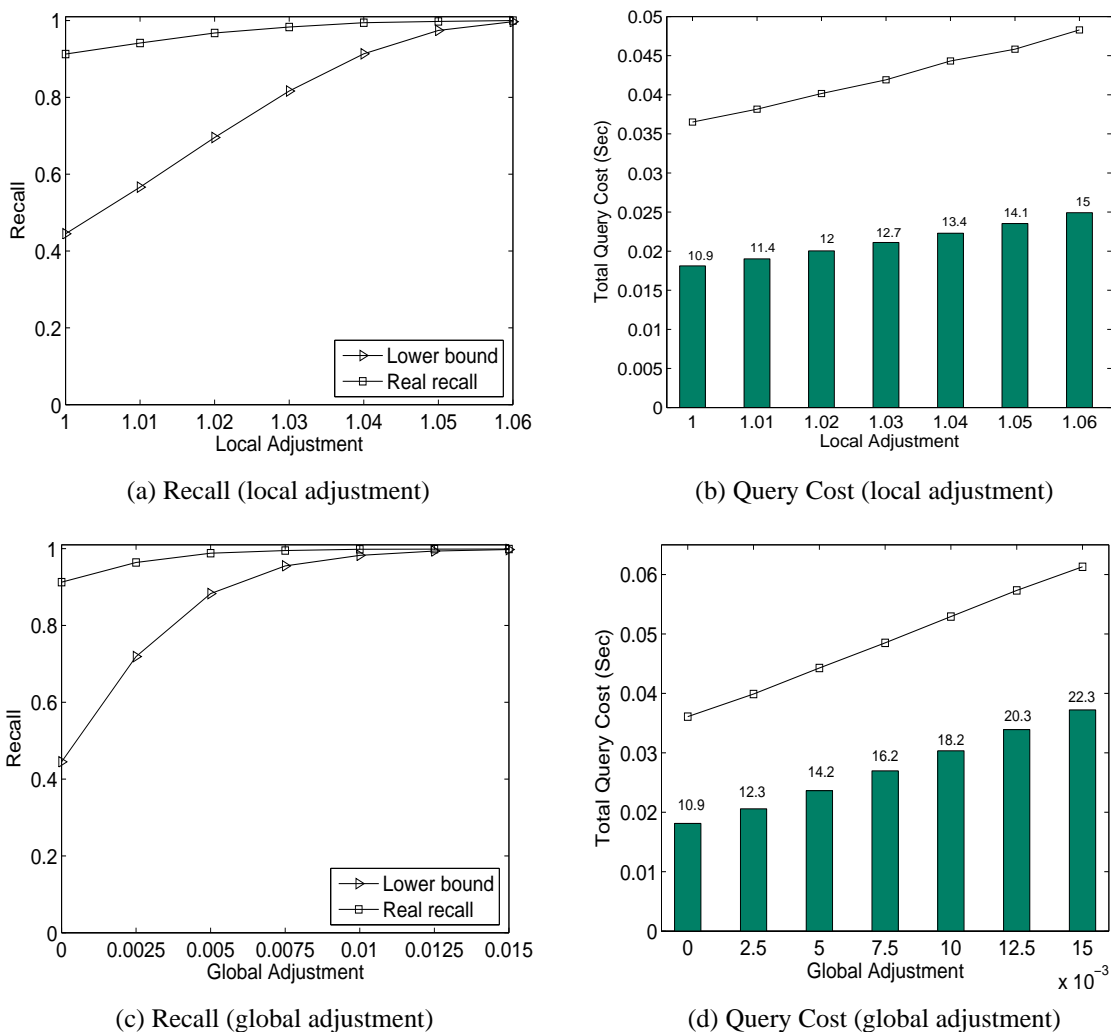 1
0.8
0.6
0.4
0.2
0
Recall
1 1.01 1.02 1.03 1.04 1.05 1.06
Local Adjustment
Lower bound
Real recall
(a) Recall (local adjustment)
0.05
0.045
0.04
0.035
0.03
0.025
0.02
0.015
0.01
0.005
0
Total Query Cost (Sec)
10.9 11.4 12 12.7 13.4 14.1 15
1 1.01 1.02 1.03 1.04 1.05 1.06
Local Adjustment
(b) Query Cost (local adjustment)
1
0.8
0.6
0.4
0.2
0
Recall
0 0.0025 0.005 0.0075 0.01 0.0125 0.015
Global Adjustment
Lower bound
Real recall
(c) Recall (global adjustment)
0.06
0.05
0.04
0.03
0.02
0.01
0
Total Query Cost (Sec)
10.9 12.3 14.2 16.2 18.2 20.3 22.3
0 2.5 5 7.5 10 12.5 15
Global Adjustment
x 10⁻³
(d) Query Cost (global adjustment)